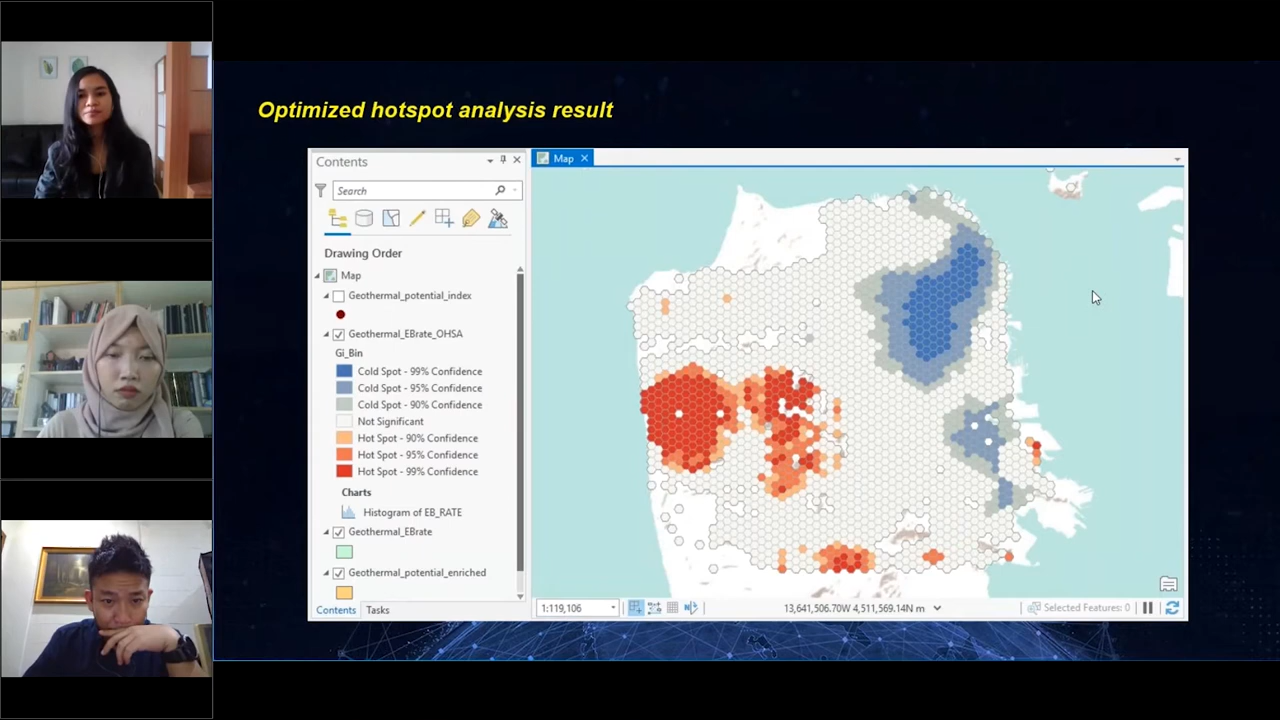 Optimized hotspot analysis result
Contents
Map
Search
Drawing Order
Map
Geothermal_potential_index
Geothermal_EBrate_OHSA
Gi_Bin
Cold Spot - 99% Confidence
Cold Spot - 95% Confidence
Cold Spot - 90% Confidence
Not Significant
Hot Spot - 90% Confidence
Hot Spot - 95% Confidence
Hot Spot - 99% Confidence
Charts
Histogram of EB_RATE
Geothermal_EBrate
Geothermal_potential_enriched
Contents Tasks
1:119,106
13,641,506.70W 4,511,569.14N m
Selected Features: 0